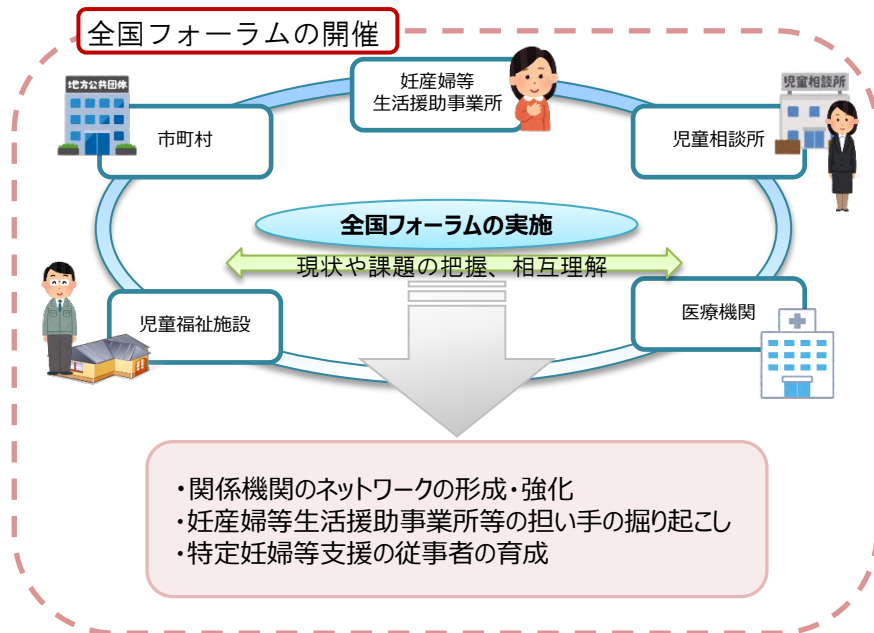 全国フォーラムの開催
地方公共団体
市町村
妊産婦等
生活援助事業所
児童相談所
児童相談所
全国フォーラムの実施
現状や課題の把握、相互理解
児童福祉施設
医療機関
・関係機関のネットワークの形成・強化
・妊産婦等生活援助事業所等の担い手の掘り起こし
・特定妊婦等支援の従事者の育成